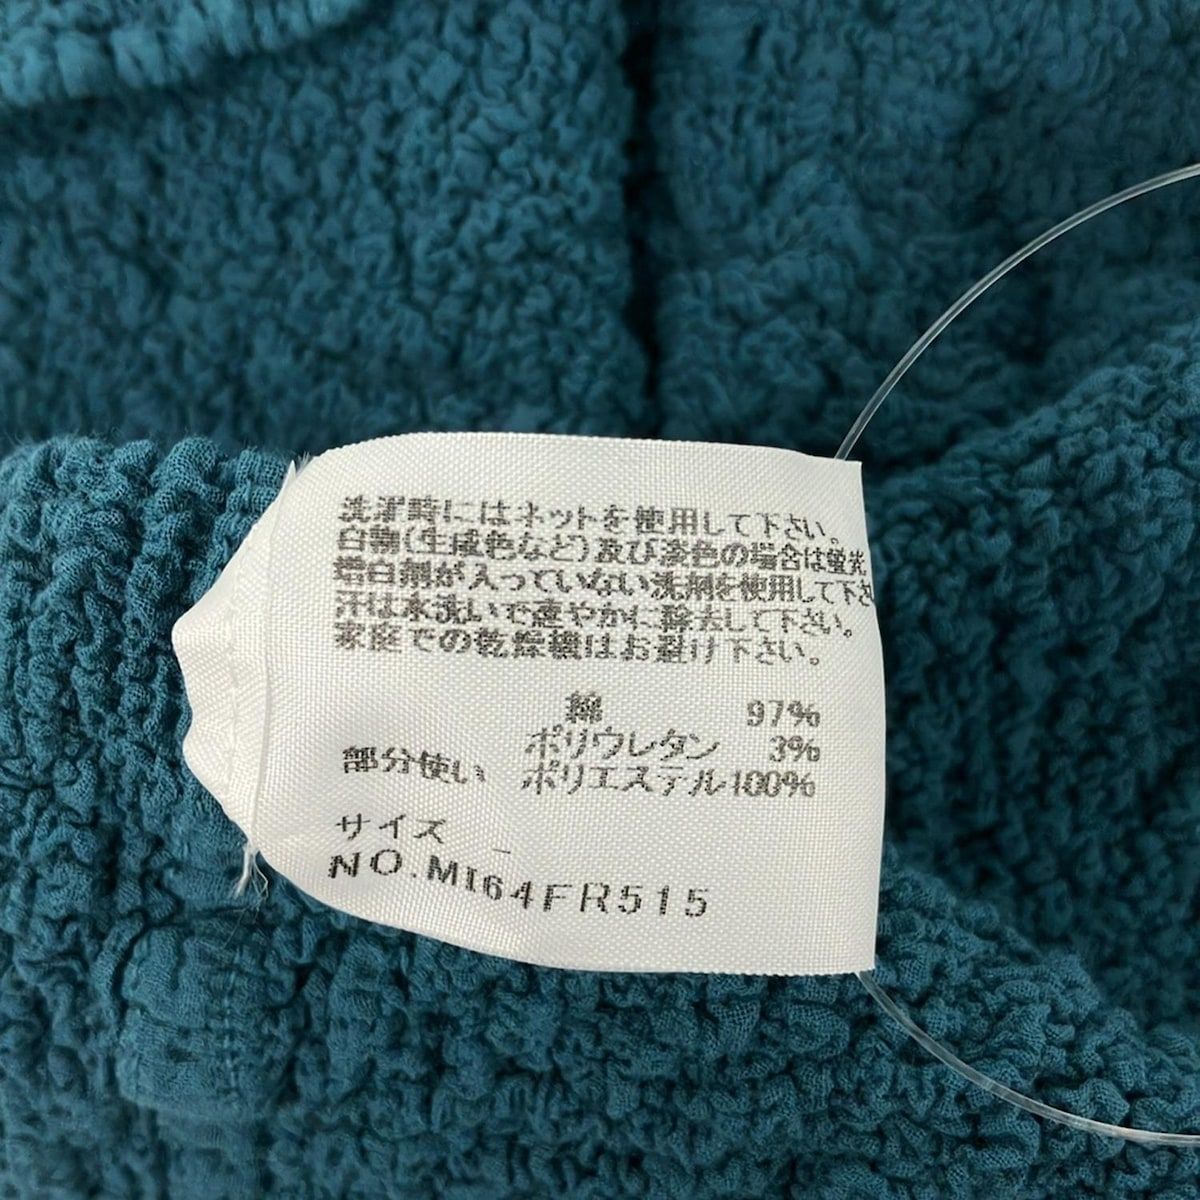 洗濯時にはネットを使用して下さい。
白物(生成色など)及び淡色の場合は蛍光
増白剤が入っていない洗剤を使用して下さ
汗は水洗いで速やかに除去して下さい。
家庭での乾燥機はお避け下さい。
綿 97%
ポリウレタン 3%
部分使い ポリエステル100%
サイズ _
NO.MI64FR515